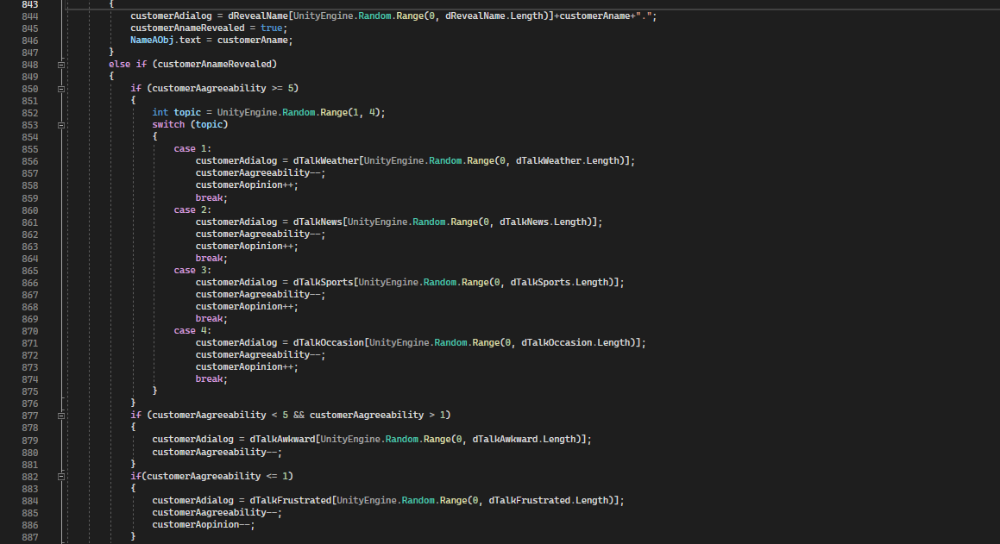 843 {
844 customerAdialog = dRevealName[UnityEngine.Random.Range(0, dRevealName.Length)]+customerAname+".";
845 customerAnameRevealed = true;
846 NameAObj.text = customerAname;
847 }
848 else if (customerAnameRevealed)
849 {
850 if (customerAagreeability >= 5)
851 {
852 int topic = UnityEngine.Random.Range(1, 4);
853 switch (topic)
854 {
855 case 1:
856 customerAdialog = dTalkWeather[UnityEngine.Random.Range(0, dTalkWeather.Length)];
857 customerAagreeability--;
858 customerAopinion++;
859 break;
860 case 2:
861 customerAdialog = dTalkNews[UnityEngine.Random.Range(0, dTalkNews.Length)];
862 customerAagreeability--;
863 customerAopinion++;
864 break;
865 case 3:
866 customerAdialog = dTalkSports[UnityEngine.Random.Range(0, dTalkSports.Length)];
867 customerAagreeability--;
868 customerAopinion++;
869 break;
870 case 4:
871 customerAdialog = dTalkOccasion[UnityEngine.Random.Range(0, dTalkOccasion.Length)];
872 customerAagreeability--;
873 customerAopinion++;
874 break;
875 }
876 }
877 if (customerAagreeability < 5 && customerAagreeability > 1)
878 {
879 customerAdialog = dTalkAwkward[UnityEngine.Random.Range(0, dTalkAwkward.Length)];
880 customerAagreeability--;
881 }
882 if(customerAagreeability <= 1)
883 {
884 customerAdialog = dTalkFrustrated[UnityEngine.Random.Range(0, dTalkFrustrated.Length)];
885 customerAagreeability--;
886 customerAopinion--;
887 }